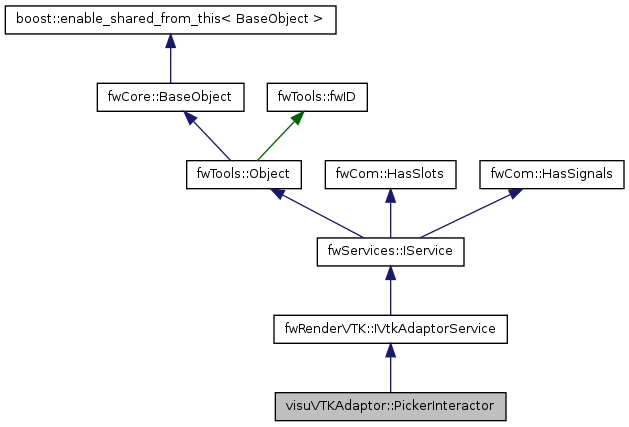 boost::enable_shared_from_this< BaseObject >
fwCore::BaseObject
fwTools::fwID
fwTools::Object
fwCom::HasSlots
fwCom::HasSignals
fwServices::IService
fwRenderVTK::IVtkAdaptorService
visuVTKAdaptor::PickerInteractor